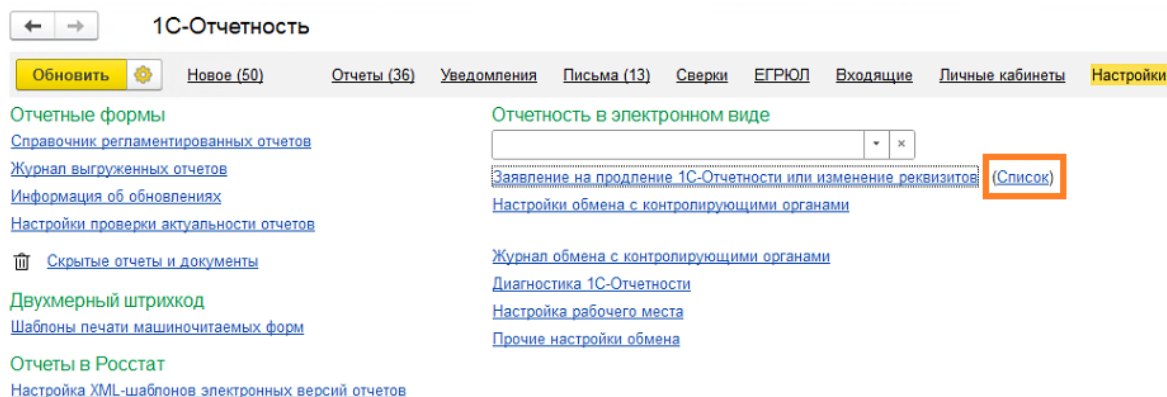 1С-Отчетность
Обновить Новое (50) Отчеты (36) Уведомления Письма (13) Сверки ЕГРЮЛ Входящие Личные кабинеты Настройки
Отчетные формы
Справочник регламентированных отчетов
Журнал выгруженных отчетов
Информация об обновлениях
Настройки проверки актуальности отчетов
Скрытые отчеты и документы
Двухмерный штрихкод
Шаблоны печати машиночитаемых форм
Отчеты в Росстат
Настройка XML-шаблонов электронных версий отчетов
Отчетность в электронном виде
Заявление на продление 1С-Отчетности или изменение реквизитов (Список)
Настройки обмена с контролирующими органами
Журнал обмена с контролирующими органами
Диагностика 1С-Отчетности
Настройка рабочего места
Прочие настройки обмена